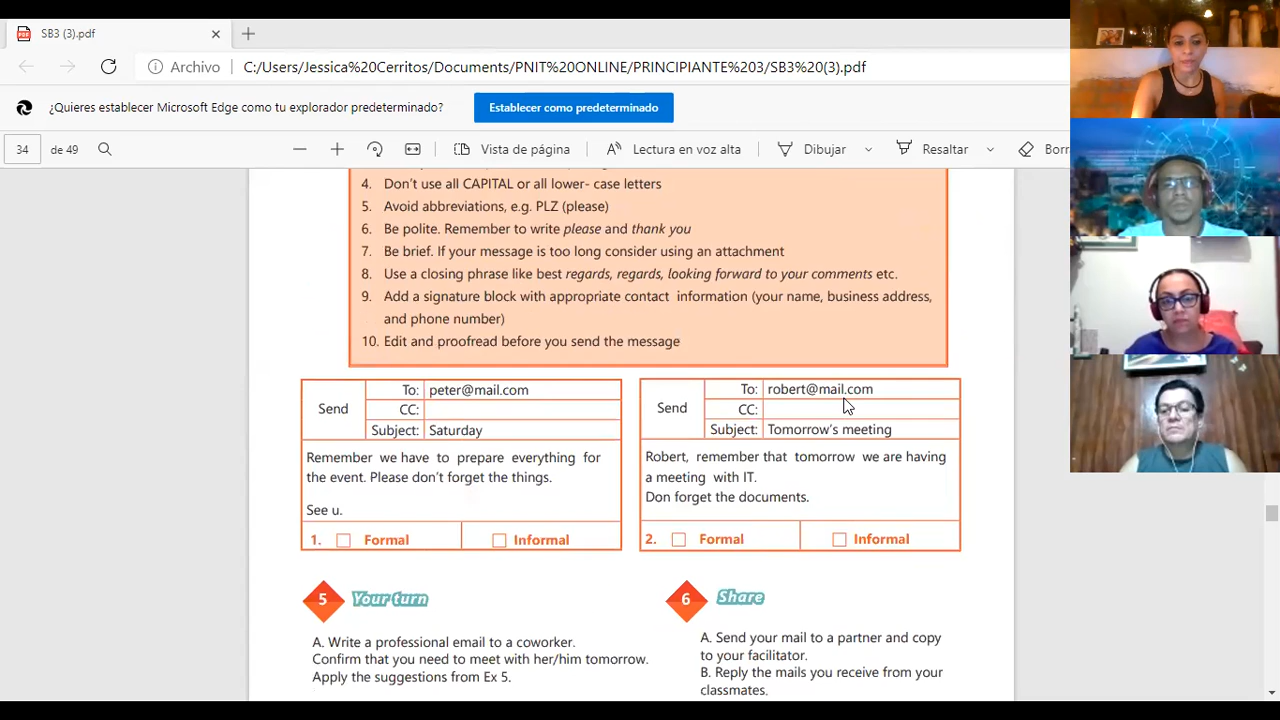 SB3 (3).pdf
Archivo
C:/Users/Jessica%20Cerritos/Documents/PNIT%20ONLINE/PRINCIPIANTE%203/SB3%20(3).pdf
¿Quieres establecer Microsoft Edge como tu explorador predeterminado?
Establecer como predeterminado
34 de 49
Vista de página
Lectura en voz alta
Dibujar
Resaltar
Borr
4. Don't use all CAPITAL or all lower- case letters
5. Avoid abbreviations, e.g. PLZ (please)
6. Be polite. Remember to write please and thank you
7. Be brief. If your message is too long consider using an attachment
8. Use a closing phrase like best regards, regards, looking forward to your comments etc.
9. Add a signature block with appropriate contact information (your name, business address,
and phone number)
10. Edit and proofread before you send the message
Send
To: peter@mail.com
CC:
Subject: Saturday
Remember we have to prepare everything for
the event. Please don't forget the things.
See u.
1. Formal Informal
Send
To: robert@mail.com
CC:
Subject: Tomorrow's meeting
Robert, remember that tomorrow we are having
a meeting with IT.
Don forget the documents.
2. Formal Informal
5 Your turn
A. Write a professional email to a coworker.
Confirm that you need to meet with her/him tomorrow.
Apply the suggestions from Ex 5.
6 Share
A. Send your mail to a partner and copy
to your facilitator.
B. Reply the mails you receive from your
classmates.